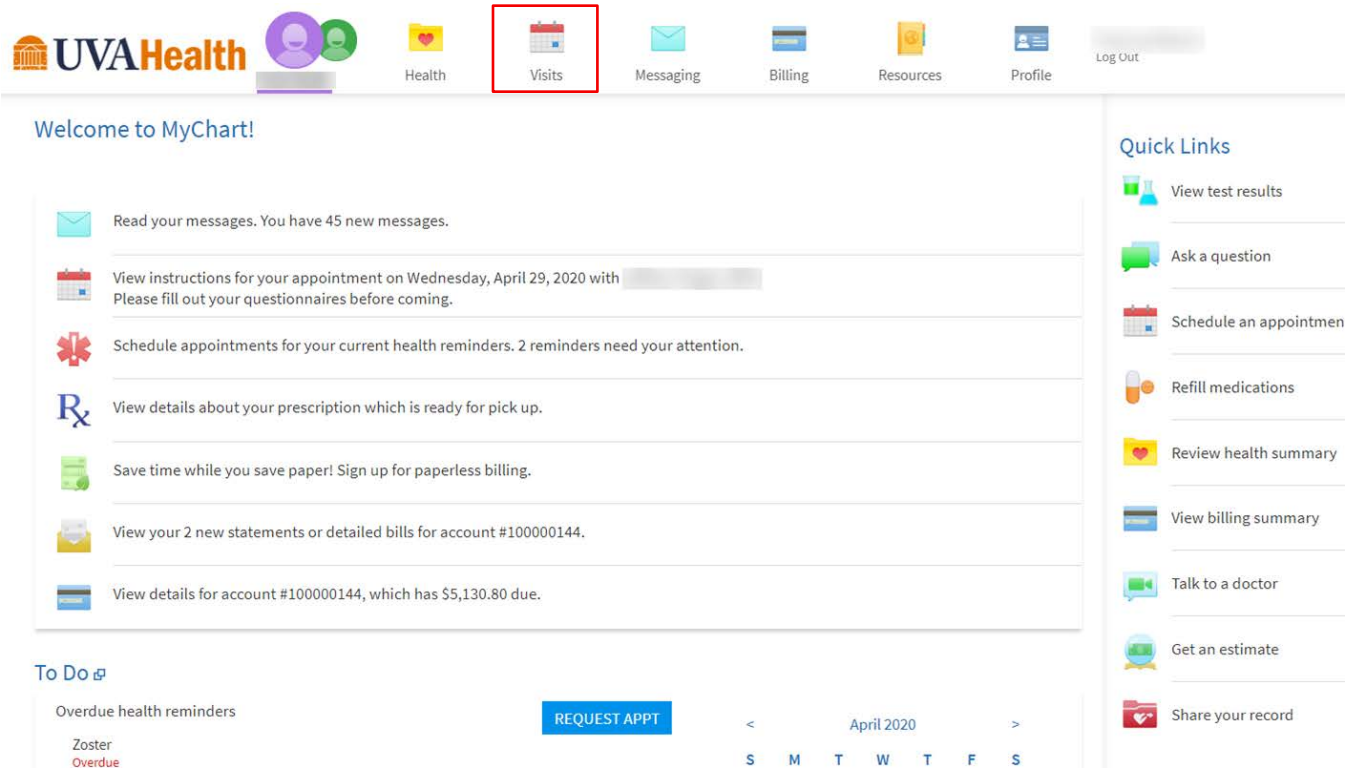 UVAHealth
Health
Visits
Messaging
Billing
Resources
Profile
Log Out
Welcome to MyChart!
Read your messages. You have 45 new messages.
View instructions for your appointment on Wednesday, April 29, 2020 with
Please fill out your questionnaires before coming.
Schedule appointments for your current health reminders. 2 reminders need your attention.
Rx
View details about your prescription which is ready for pick up.
Save time while you save paper! Sign up for paperless billing.
View your 2 new statements or detailed bills for account #100000144.
View details for account #100000144, which has $5,130.80 due.
Quick Links
View test results
Ask a question
Schedule an appointmen
Refill medications
Review health summary
View billing summary
Talk to a doctor
Get an estimate
Share your record
To Do
Overdue health reminders
REQUEST APPT
Zoster
Overdue
< April 2020 >
S M T W T F S